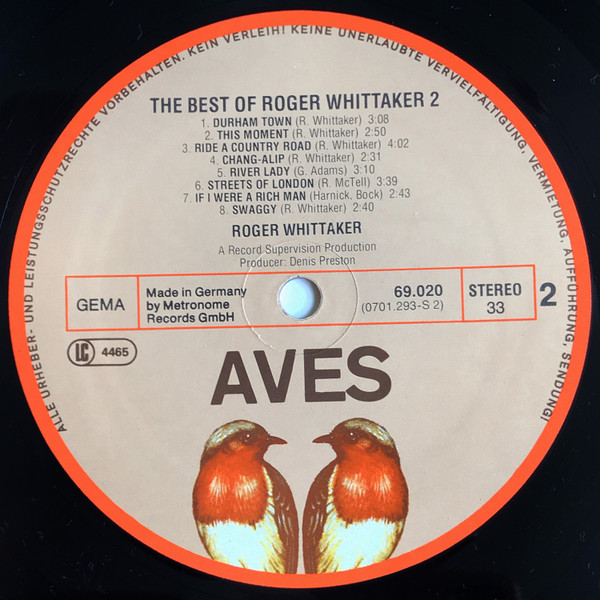 ALLE URHEBER- UND LEISTUNGSSCHUTZRECHTE VORBEHALTEN. KEIN VERLEIH! KEINE UNERLAUBTE VERVIELFÄLTIGUNG, VERMIETUNG, AUFFÜHRUNG, SENDUNG!
THE BEST OF ROGER WHITTAKER 2
1. DURHAM TOWN (R. Whittaker) 3:08
2. THIS MOMENT (R. Whittaker) 2:50
3. RIDE A COUNTRY ROAD (R. Whittaker) 4:02
4. CHANG-ALIP (R. Whittaker) 2:31
5. RIVER LADY (G. Adams) 3:10
6. STREETS OF LONDON (R. McTell) 3:39
7. IF I WERE A RICH MAN (Harnick, Bock) 2:43
8. SWAGGY (R. Whittaker) 2:40
ROGER WHITTAKER
A Record Supervision Production
Producer: Denis Preston
GEMA
Made in Germany
by Metronome
Records GmbH
69.020
(0701.293-S 2)
STEREO
33
2
LC 4465
AVES